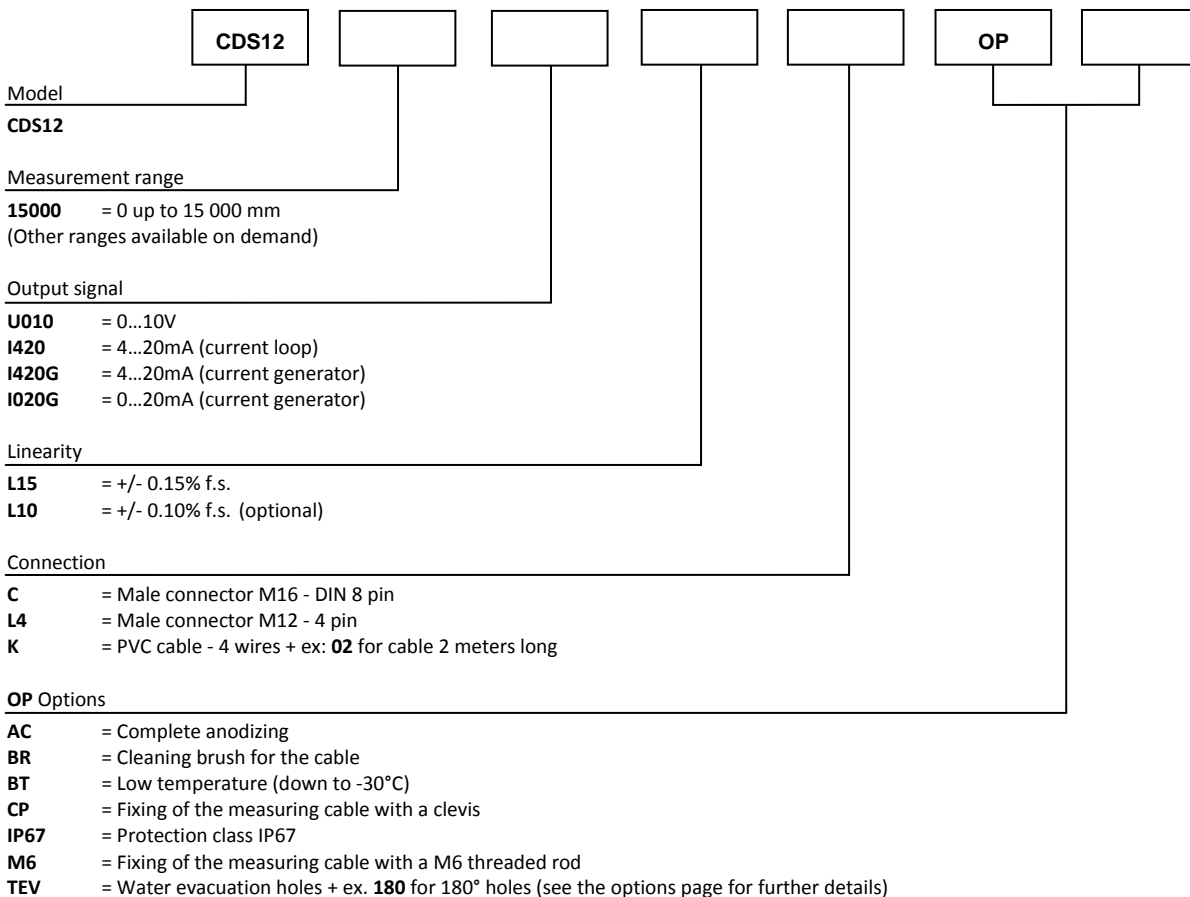 CDS12 OP
Model
CDS12
Measurement range
15000 = 0 up to 15 000 mm
(Other ranges available on demand)
Output signal
U010 = 0...10V
I420 = 4...20mA (current loop)
I420G = 4...20mA (current generator)
I020G = 0...20mA (current generator)
Linearity
L15 = +/- 0.15% f.s.
L10 = +/- 0.10% f.s. (optional)
Connection
C = Male connector M16 - DIN 8 pin
L4 = Male connector M12 - 4 pin
K = PVC cable - 4 wires + ex: 02 for cable 2 meters long
OP Options
AC = Complete anodizing
BR = Cleaning brush for the cable
BT = Low temperature (down to -30°C)
CP = Fixing of the measuring cable with a clevis
IP67 = Protection class IP67
M6 = Fixing of the measuring cable with a M6 threaded rod
TEV = Water evacuation holes + ex. 180 for 180° holes (see the options page for further details)